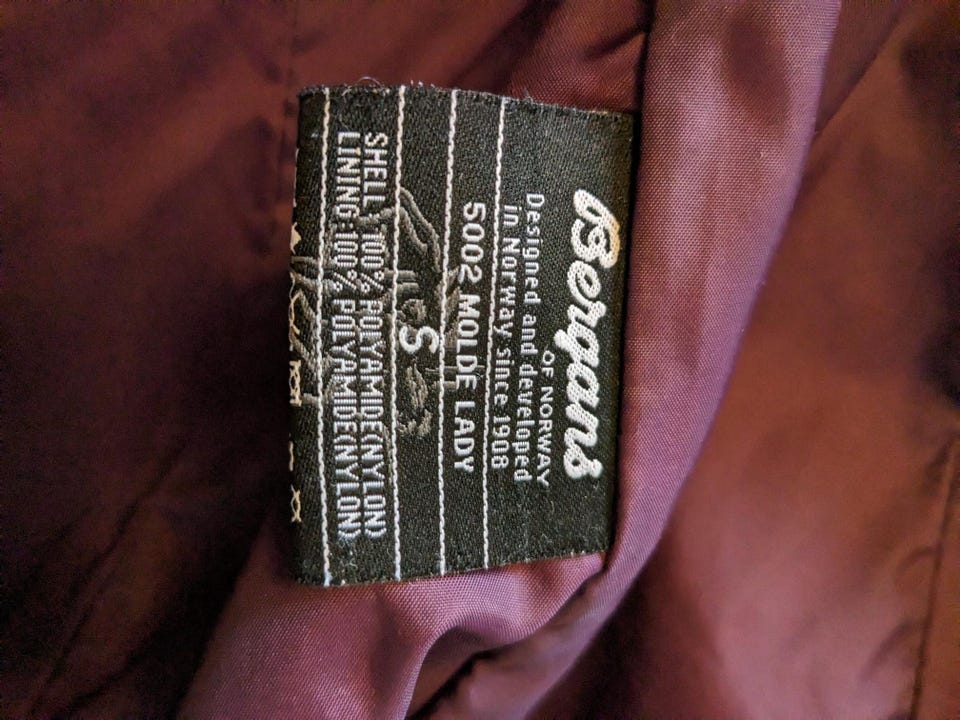 Bergans
OF NORWAY
Designed and developed
in Norway since 1908
5002 MOLDE LADY
S
SHELL 100% POLYAMIDE(NYLON)
LINING 100% POLYAMIDE(NYLON)